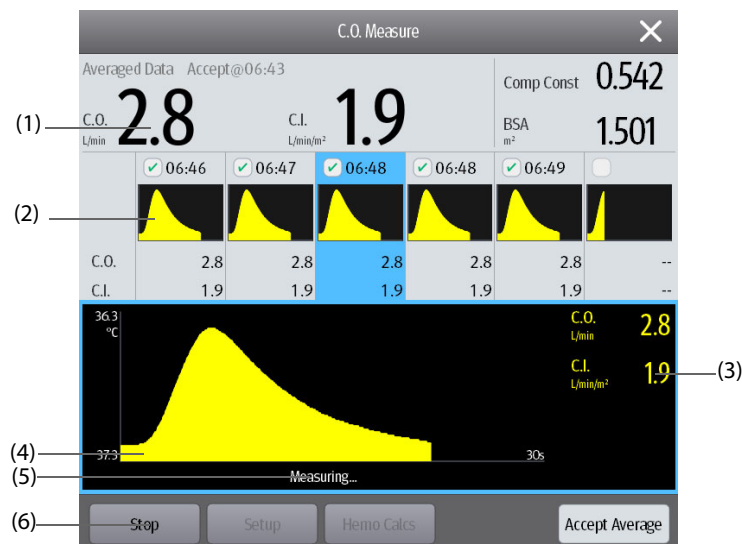 C.O. Measure
Averaged Data Accept@06:43
C.O.
L/min
2.8
C.I.
L/min/m²
1.9
Comp Const 0.542
BSA
m²
1.501
06:46 06:47 06:48 06:48 06:49
C.O. 2.8 2.8 2.8 2.8 2.8 --
C.I. 1.9 1.9 1.9 1.9 1.9 --
36.3
°C
37.3
30s
C.O.
L/min
2.8
C.I.
L/min/m²
1.9
Measuring...
Stop Setup Hemo Calcs Accept Average
(1)
(2)
(3)
(4)
(5)
(6)